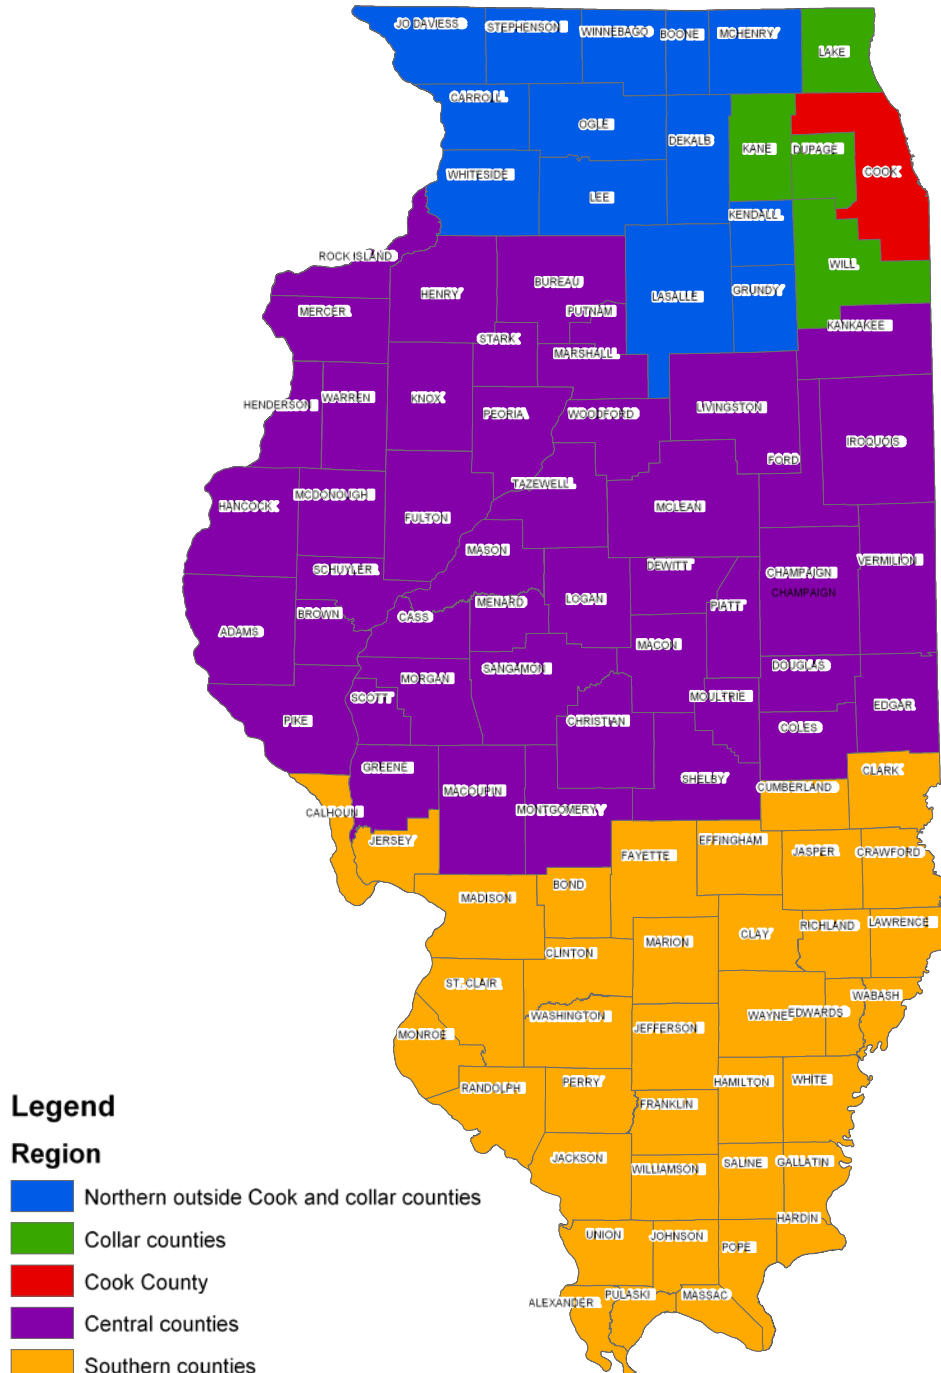 JO DAVIESS
STEPHENSON
WINNEBAGO
BOONE
MCHENRY
LAKE
CARROLL
OGLE
DEKALB
KANE
DUPAGE
COOK
WHITESIDE
LEE
KENDALL
ROCK ISLAND
WILL
HENRY
BUREAU
LASALLE
GRUNDY
MERCER
PUTNAM
KANKAKEE
STARK
MARSHALL
HENDERSON
WARREN
KNOX
PEORIA
WOODFORD
LIVINGSTON
IROQUOIS
FORD
HANCOCK
MCDONOUGH
FULTON
TAZEWELL
MCLEAN
MASON
SCHUYLER
DEWITT
CHAMPAIGN
VERMILION
CHAMPAIGN
BROWN
CASS
MENARD
LOGAN
PIATT
ADAMS
MACON
SANGAMON
DOUGLAS
MORGAN
SCOTT
MOULTRIE
EDGAR
PIKE
CHRISTIAN
COLES
GREENE
MACOUPIN
SHELBY
CLARK
CUMBERLAND
CALHOUN
MONTGOMERY
JERSEY
FAYETTE
EFFINGHAM
JASPER
CRAWFORD
MADISON
BOND
CLAY
RICHLAND
LAWRENCE
CLINTON
MARION
ST. CLAIR
WABASH
MONROE
WASHINGTON
JEFFERSON
WAYNE
EDWARDS
RANDOLPH
PERRY
HAMILTON
WHITE
FRANKLIN
JACKSON
WILLIAMSON
SALINE
GALLATIN
HARDIN
UNION
JOHNSON
POPE
ALEXANDER
PULASKI
MASSAC
Legend
Region
Northern outside Cook and collar counties
Collar counties
Cook County
Central counties
Southern counties